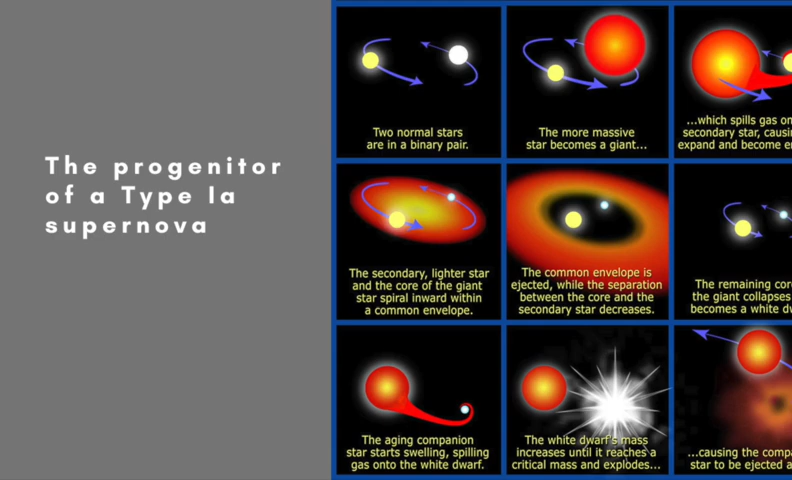 The progenitor
of a Type Ia
supernova
Two normal stars
are in a binary pair.
The more massive
star becomes a giant...
...which spills gas on
secondary star, causi
expand and become e
The secondary, lighter star
and the core of the giant
star spiral inward within
a common envelope.
The common envelope is
ejected, while the separation
between the core and the
secondary star decreases.
The remaining cor
the giant collapses
becomes a white d
The aging companion
star starts swelling, spilling
gas onto the white dwarf.
The white dwarf's mass
increases until it reaches a
critical mass and explodes...
...causing the compa
star to be ejected a